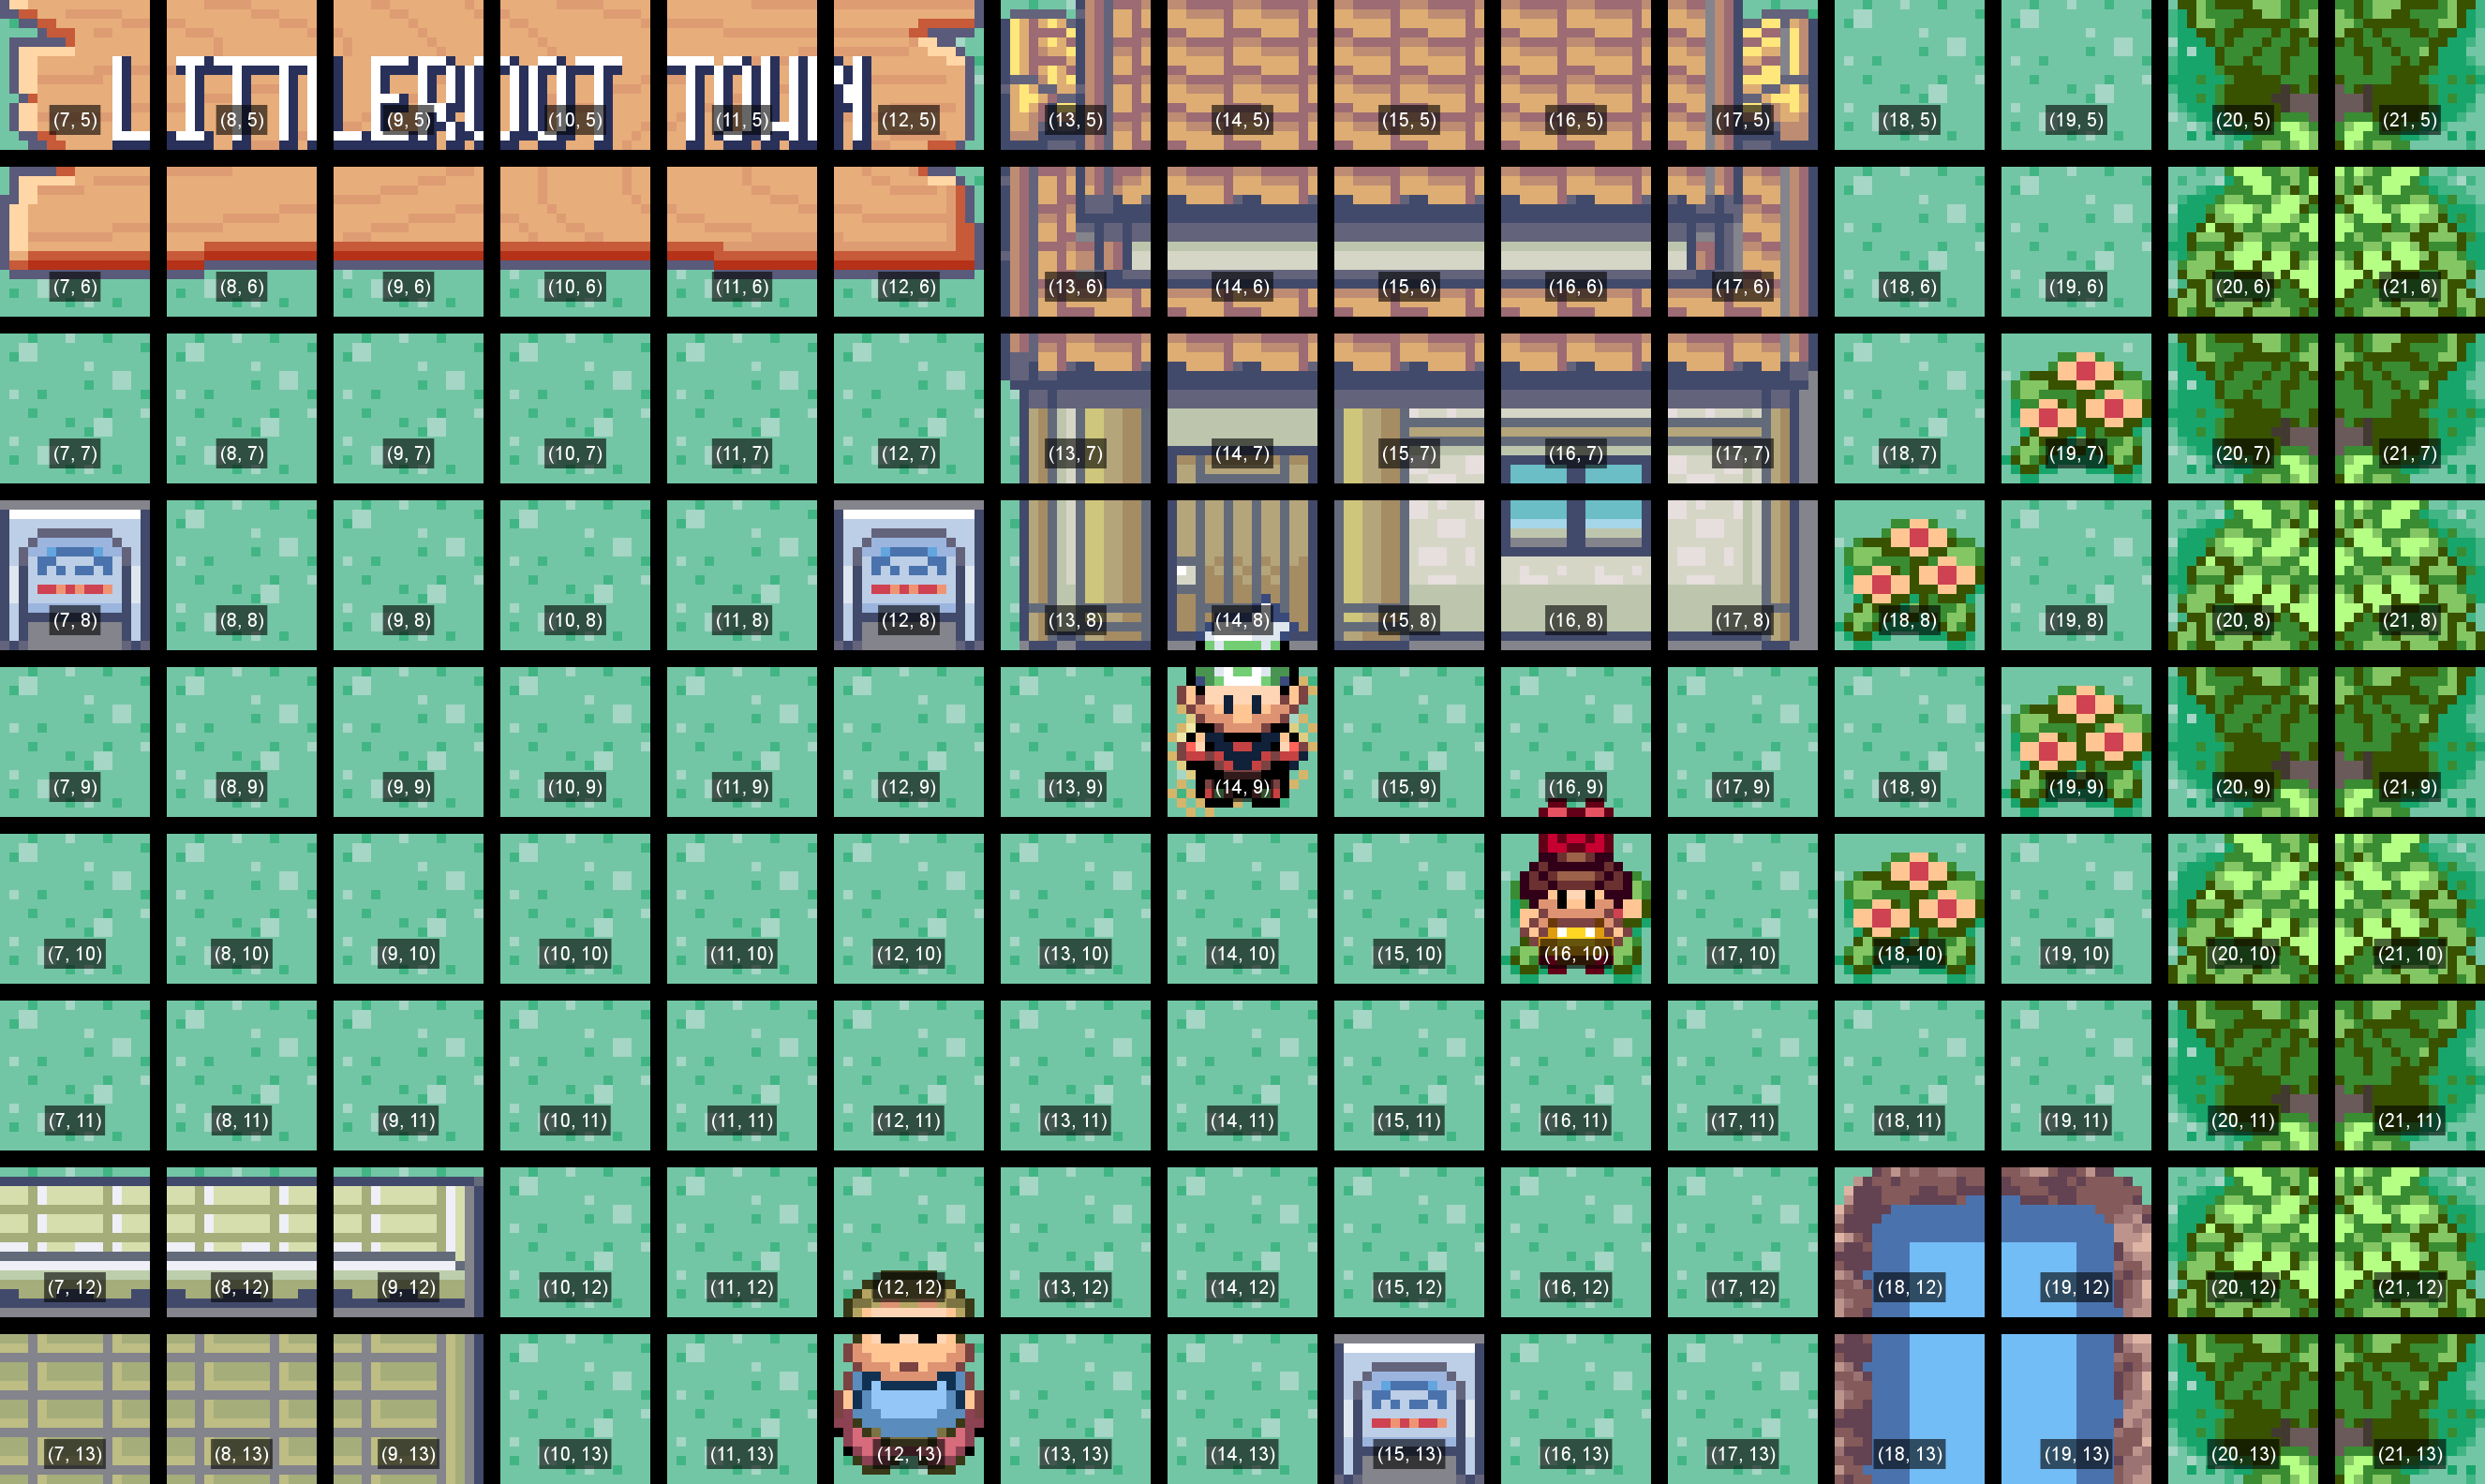 LITTLEROOT TOWN
(7, 5) (8, 5) (9, 5) (10, 5) (11, 5) (12, 5) (13, 5) (14, 5) (15, 5) (16, 5) (17, 5) (18, 5) (19, 5) (20, 5) (21, 5)
(7, 6) (8, 6) (9, 6) (10, 6) (11, 6) (12, 6) (13, 6) (14, 6) (15, 6) (16, 6) (17, 6) (18, 6) (19, 6) (20, 6) (21, 6)
(7, 7) (8, 7) (9, 7) (10, 7) (11, 7) (12, 7) (13, 7) (14, 7) (15, 7) (16, 7) (17, 7) (18, 7) (19, 7) (20, 7) (21, 7)
(7, 8) (8, 8) (9, 8) (10, 8) (11, 8) (12, 8) (13, 8) (14, 8) (15, 8) (16, 8) (17, 8) (18, 8) (19, 8) (20, 8) (21, 8)
(7, 9) (8, 9) (9, 9) (10, 9) (11, 9) (12, 9) (13, 9) (14, 9) (15, 9) (16, 9) (17, 9) (18, 9) (19, 9) (20, 9) (21, 9)
(7, 10) (8, 10) (9, 10) (10, 10) (11, 10) (12, 10) (13, 10) (14, 10) (15, 10) (16, 10) (17, 10) (18, 10) (19, 10) (20, 10) (21, 10)
(7, 11) (8, 11) (9, 11) (10, 11) (11, 11) (12, 11) (13, 11) (14, 11) (15, 11) (16, 11) (17, 11) (18, 11) (19, 11) (20, 11) (21, 11)
(7, 12) (8, 12) (9, 12) (10, 12) (11, 12) (12, 12) (13, 12) (14, 12) (15, 12) (16, 12) (17, 12) (18, 12) (19, 12) (20, 12) (21, 12)
(7, 13) (8, 13) (9, 13) (10, 13) (11, 13) (12, 13) (13, 13) (14, 13) (15, 13) (16, 13) (17, 13) (18, 13) (19, 13) (20, 13) (21, 13)